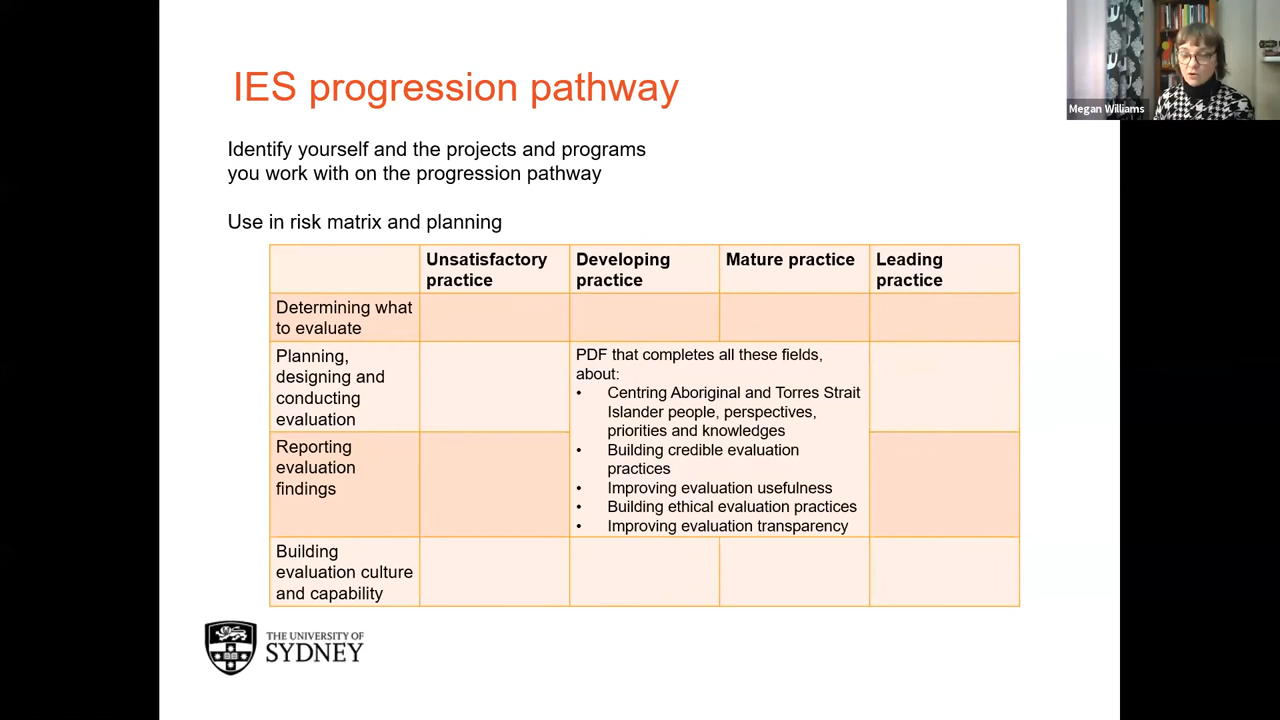 IES progression pathway
Megan Williams
Identify yourself and the projects and programs
you work with on the progression pathway
Use in risk matrix and planning
Unsatisfactory
practice
Developing
practice
Mature practice
Leading
practice
Determining what
to evaluate
Planning,
designing and
conducting
evaluation
PDF that completes all these fields,
about:
• Centring Aboriginal and Torres Strait
Islander people, perspectives,
priorities and knowledges
• Building credible evaluation
practices
• Improving evaluation usefulness
• Building ethical evaluation practices
• Improving evaluation transparency
Reporting
evaluation
findings
Building
evaluation culture
and capability
THE UNIVERSITY OF
SYDNEY